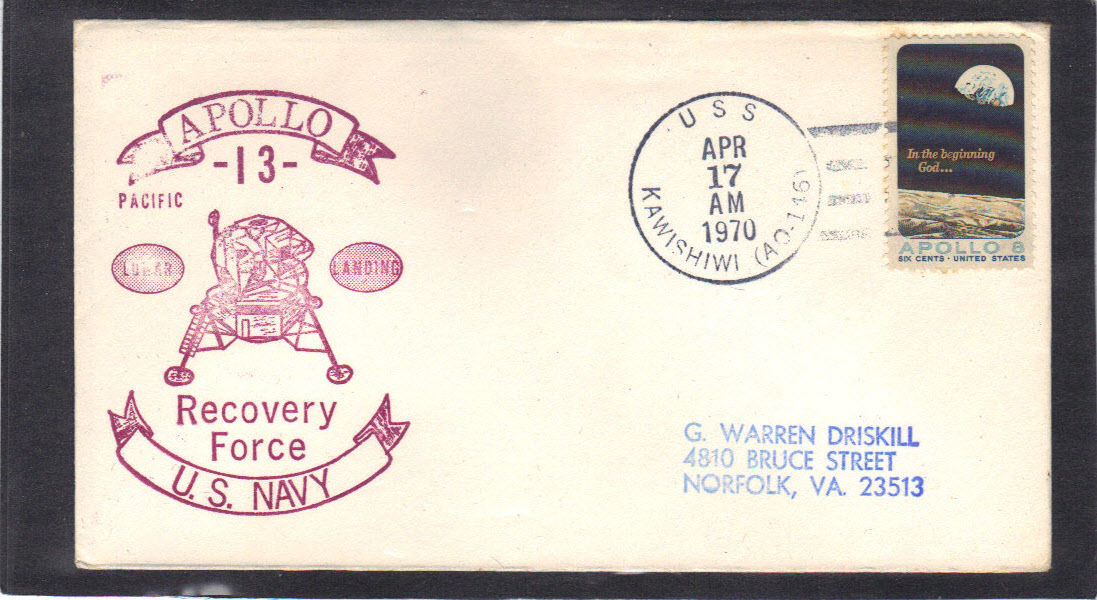 APOLLO
-13-
PACIFIC
LUNAR LANDING
Recovery
Force
U.S. NAVY
USS
APR
17
AM
1970
KAWISHIWI (AO-146)
In the beginning
God...
APOLLO 8
SIX CENTS · UNITED STATES
G. WARREN DRISKILL
4810 BRUCE STREET
NORFOLK, VA. 23513